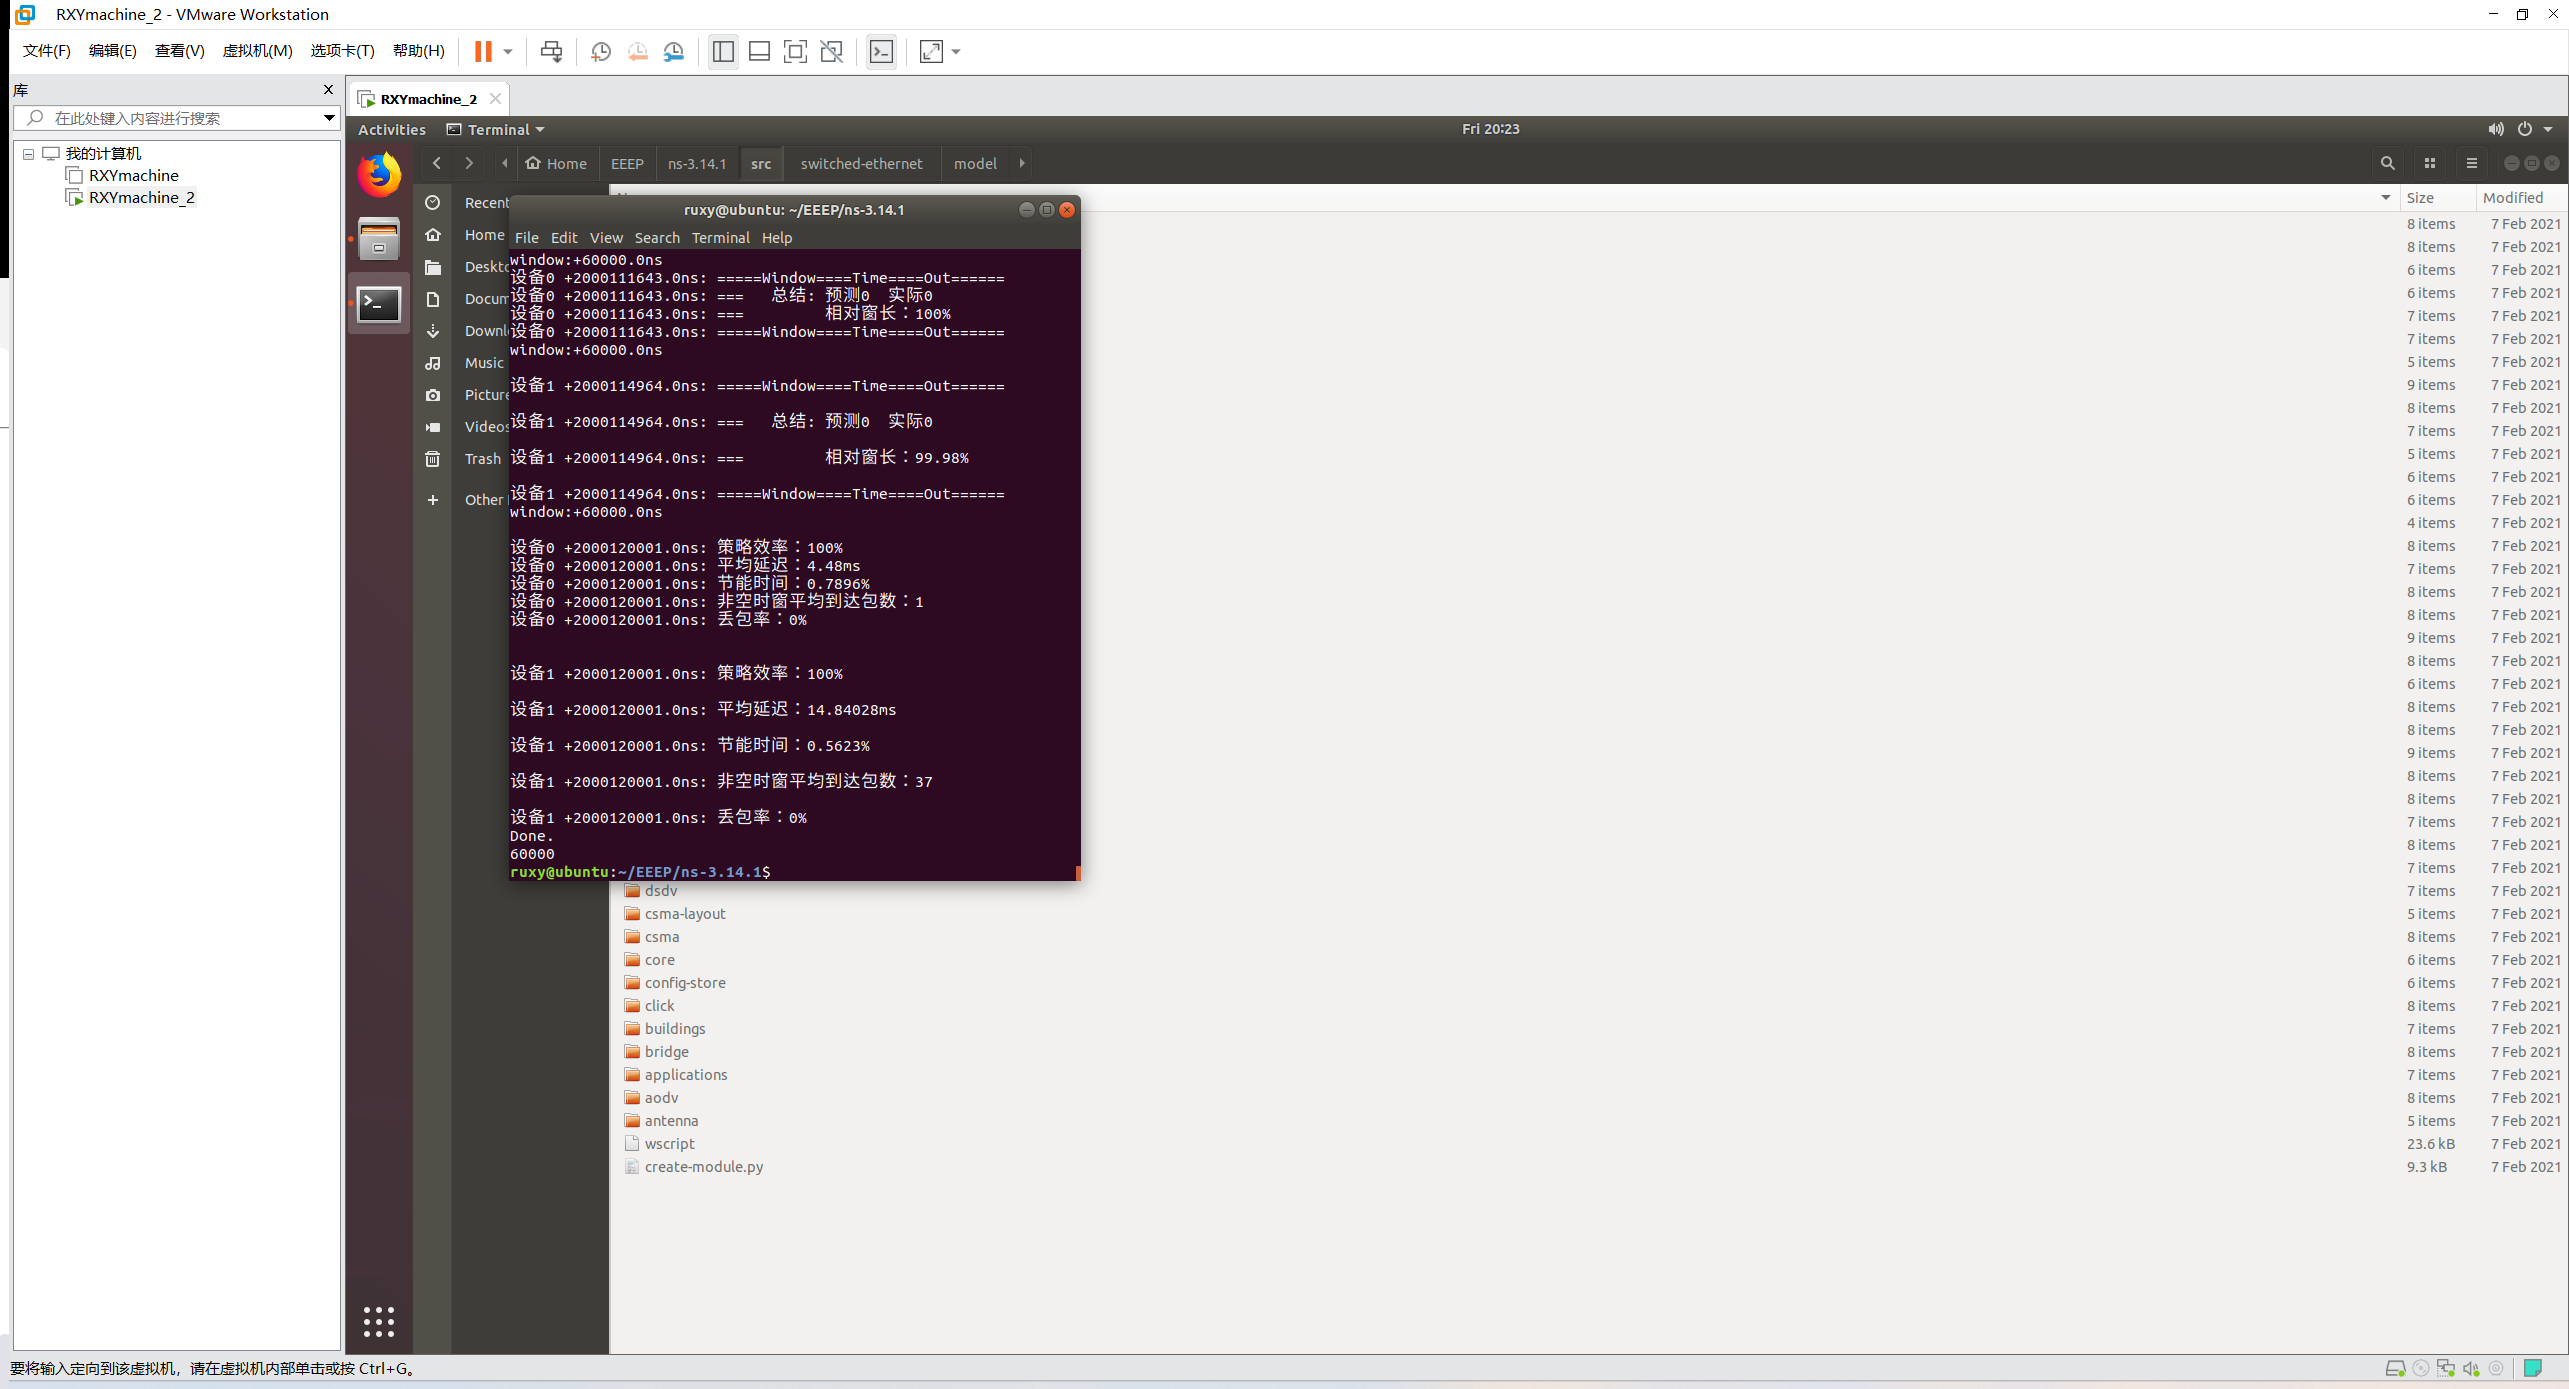 RXYmachine_2 - VMware Workstation
文件(F) 编辑(E) 查看(V) 虚拟机(M) 选项卡(T) 帮助(H)
库
在此处键入内容进行搜索
我的计算机
RXYmachine
RXYmachine_2
RXYmachine_2
Activities Terminal Fri 20:23
Home EEEP ns-3.14.1 src switched-ethernet model
Size Modified
Recent
Home
Deskto
Docum
Downl
Music
Picture
Videos
Trash
Other
ruxy@ubuntu: ~/EEEP/ns-3.14.1
File Edit View Search Terminal Help
window:+60000.0ns
设备0 +2000111643.0ns: =====Window====Time====Out======
设备0 +2000111643.0ns: === 总结: 预测0 实际0
设备0 +2000111643.0ns: === 相对窗长：100%
设备0 +2000111643.0ns: =====Window====Time====Out======
window:+60000.0ns
设备1 +2000114964.0ns: =====Window====Time====Out======
设备1 +2000114964.0ns: === 总结: 预测0 实际0
设备1 +2000114964.0ns: === 相对窗长：99.98%
设备1 +2000114964.0ns: =====Window====Time====Out======
window:+60000.0ns
设备0 +2000120001.0ns: 策略效率：100%
设备0 +2000120001.0ns: 平均延迟：4.48ms
设备0 +2000120001.0ns: 节能时间：0.7896%
设备0 +2000120001.0ns: 非空时窗平均到达包数：1
设备0 +2000120001.0ns: 丢包率：0%
设备1 +2000120001.0ns: 策略效率：100%
设备1 +2000120001.0ns: 平均延迟：14.84028ms
设备1 +2000120001.0ns: 节能时间：0.5623%
设备1 +2000120001.0ns: 非空时窗平均到达包数：37
设备1 +2000120001.0ns: 丢包率：0%
Done.
60000
ruxy@ubuntu:~/EEEP/ns-3.14.1$
8 items 7 Feb 2021
8 items 7 Feb 2021
6 items 7 Feb 2021
6 items 7 Feb 2021
7 items 7 Feb 2021
7 items 7 Feb 2021
5 items 7 Feb 2021
9 items 7 Feb 2021
8 items 7 Feb 2021
7 items 7 Feb 2021
5 items 7 Feb 2021
6 items 7 Feb 2021
6 items 7 Feb 2021
4 items 7 Feb 2021
8 items 7 Feb 2021
7 items 7 Feb 2021
8 items 7 Feb 2021
8 items 7 Feb 2021
9 items 7 Feb 2021
8 items 7 Feb 2021
6 items 7 Feb 2021
8 items 7 Feb 2021
8 items 7 Feb 2021
9 items 7 Feb 2021
8 items 7 Feb 2021
8 items 7 Feb 2021
7 items 7 Feb 2021
8 items 7 Feb 2021
7 items 7 Feb 2021
dsdv 7 items 7 Feb 2021
csma-layout 5 items 7 Feb 2021
csma 8 items 7 Feb 2021
core 6 items 7 Feb 2021
config-store 6 items 7 Feb 2021
click 8 items 7 Feb 2021
buildings 7 items 7 Feb 2021
bridge 8 items 7 Feb 2021
applications 7 items 7 Feb 2021
aodv 8 items 7 Feb 2021
antenna 5 items 7 Feb 2021
wscript 23.6 kB 7 Feb 2021
create-module.py 9.3 kB 7 Feb 2021
要将输入定向到该虚拟机，请在虚拟机内部单击或按 Ctrl+G。